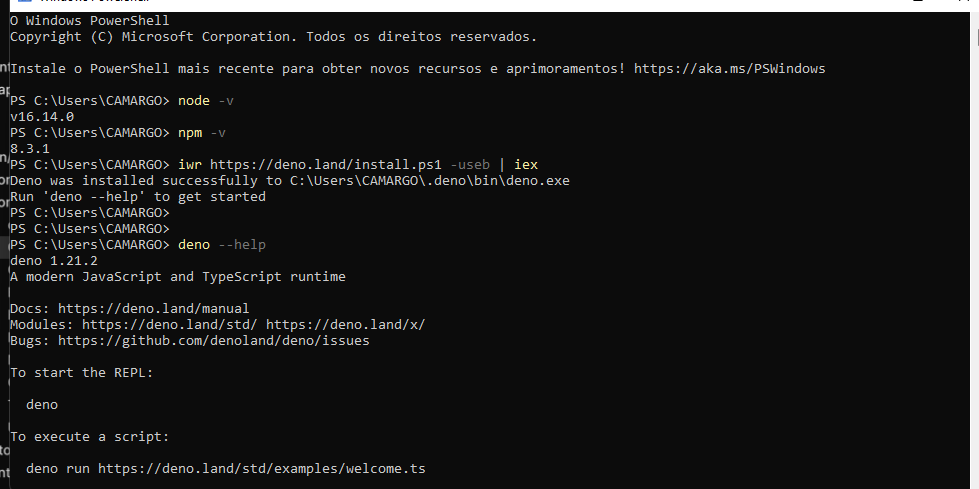 O Windows PowerShell
Copyright (C) Microsoft Corporation. Todos os direitos reservados.
Instale o PowerShell mais recente para obter novos recursos e aprimoramentos! https://aka.ms/PSWindows
PS C:\Users\CAMARGO> node -v
v16.14.0
PS C:\Users\CAMARGO> npm -v
8.3.1
PS C:\Users\CAMARGO> iwr https://deno.land/install.ps1 -useb | iex
Deno was installed successfully to C:\Users\CAMARGO\.deno\bin\deno.exe
Run 'deno --help' to get started
PS C:\Users\CAMARGO>
PS C:\Users\CAMARGO>
PS C:\Users\CAMARGO> deno --help
deno 1.21.2
A modern JavaScript and TypeScript runtime
Docs: https://deno.land/manual
Modules: https://deno.land/std/ https://deno.land/x/
Bugs: https://github.com/denoland/deno/issues
To start the REPL:
deno
To execute a script:
deno run https://deno.land/std/examples/welcome.ts